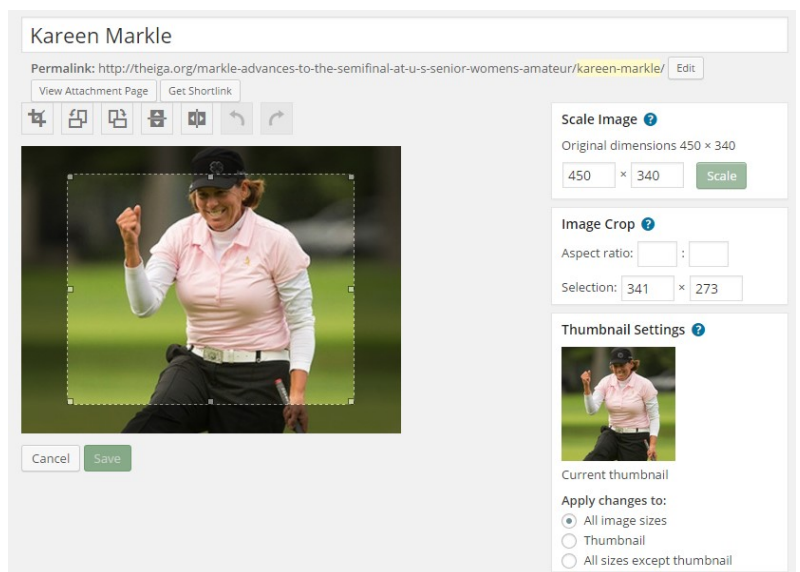 Kareen Markle
Permalink: http://theiga.org/markle-advances-to-the-semifinal-at-u-s-senior-womens-amateur/kareen-markle/ Edit
View Attachment Page Get Shortlink
Scale Image ?
Original dimensions 450 × 340
450 × 340 Scale
Image Crop ?
Aspect ratio: :
Selection: 341 × 273
Thumbnail Settings ?
Current thumbnail
Apply changes to:
All image sizes
Thumbnail
All sizes except thumbnail
Cancel Save